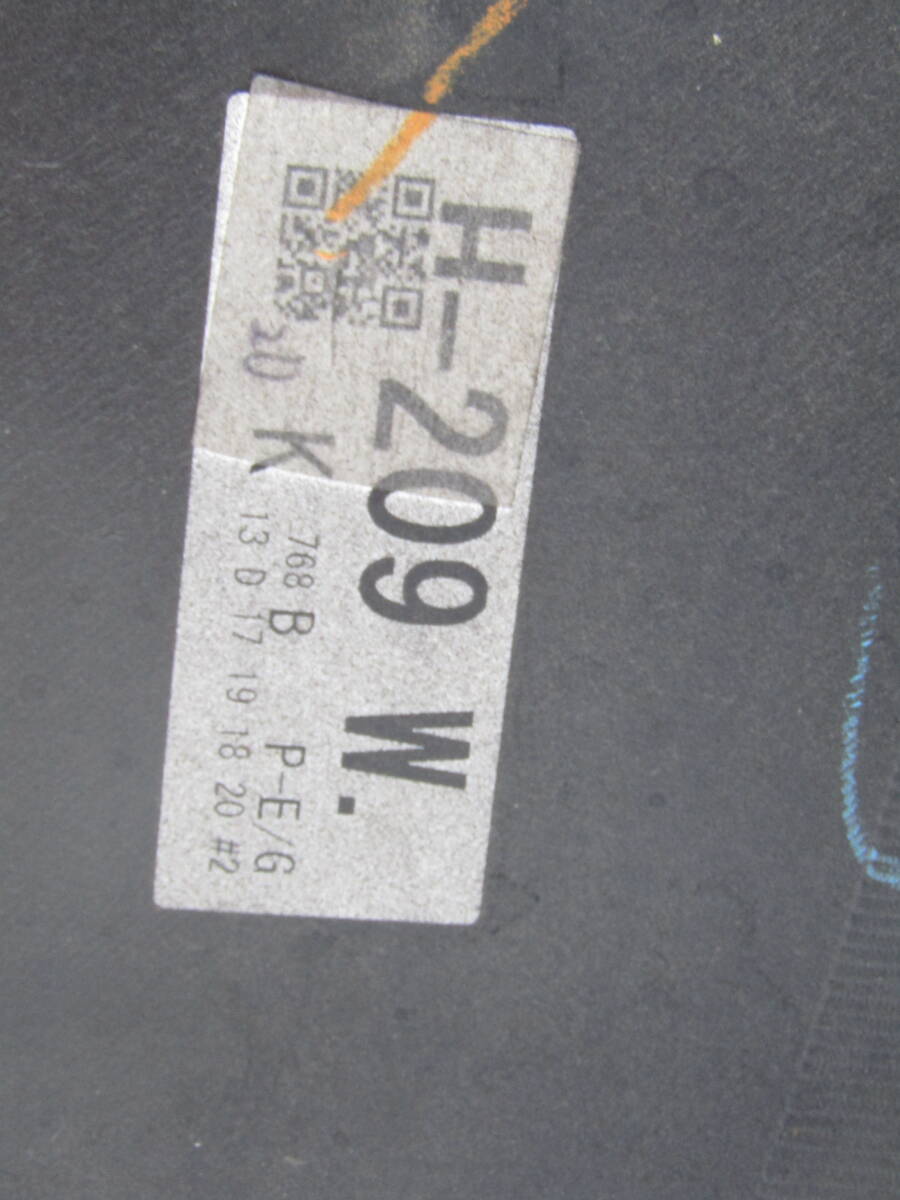 H-209 W.
K 768 B P-E/G
20 13 D 17 19 18 20 #2